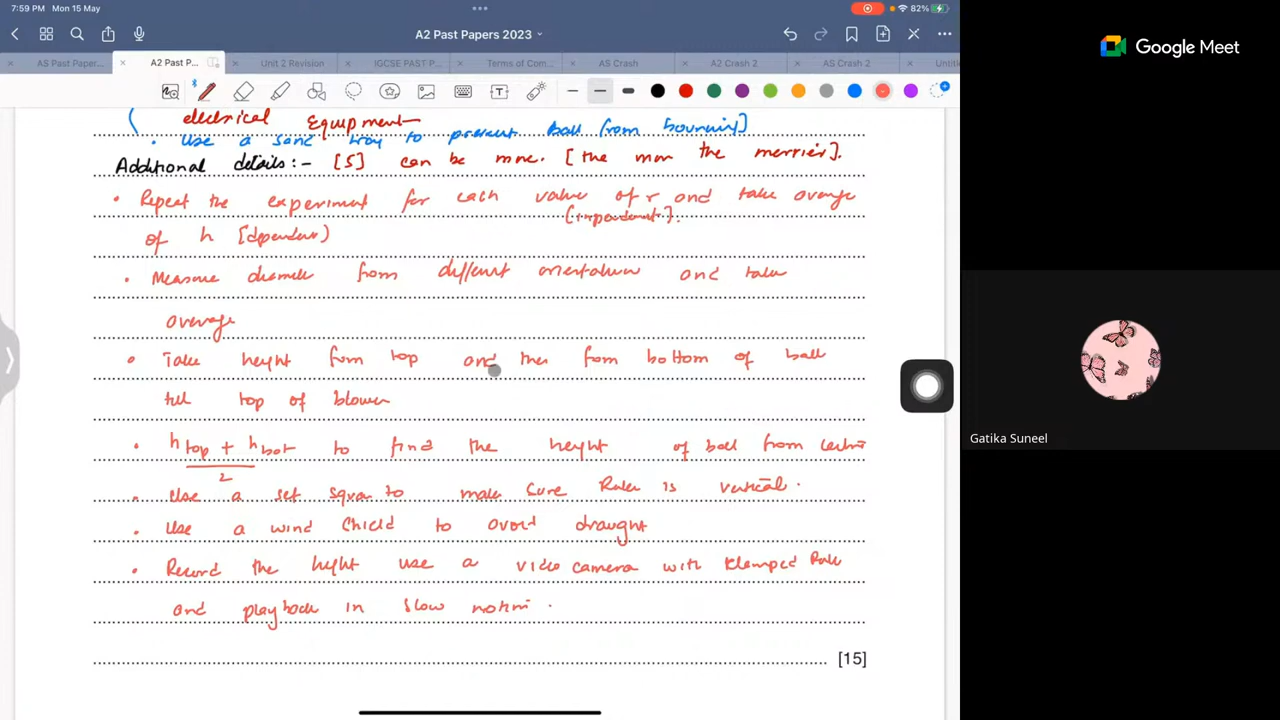 7:59 PM Mon 15 May
82%
A2 Past Papers 2023
Google Meet
AS Past Paper...
A2 Past P...
Unit 2 Revision
IGCSE PAST P...
Terms of Com...
AS Crash
A2 Crash 2
AS Crash 2
Untitl
electrical equipment
• Use a sand tray to prevent ball [from bouncing]
Additional details:- [5] can be more. [the more the merrier].
• Repeat the experiment for each value of r and take average
of h [dependent)
• Measure diameter from different orientation and take
average
• Take height from top and then from bottom of ball
till top of blower
• h top + h bot to find the height of ball from centre
2
• Use a set square to make sure Ruler is vertical.
• Use a wind shield to avoid draught
• Record the height use a video camera with klamped Rule
and playback in slow motion.
[15]
Gatika Suneel